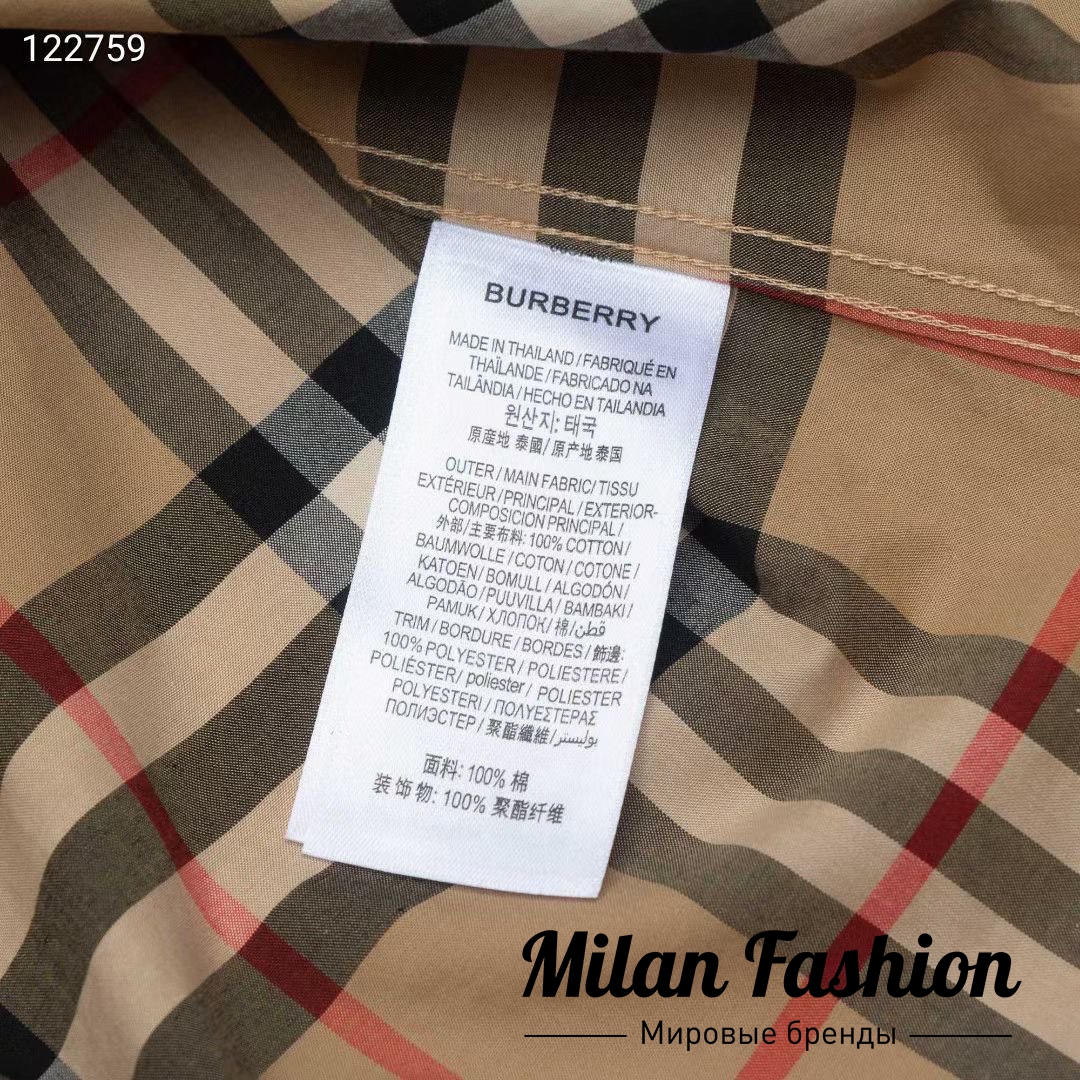 122759
BURBERRY
MADE IN THAILAND / FABRIQUÉ EN
THAÏLANDE / FABRICADO NA
TAILÂNDIA / HECHO EN TAILANDIA
원산지: 태국
原産地 泰國/ 原产地 泰国
OUTER / MAIN FABRIC/ TISSU
EXTÉRIEUR / PRINCIPAL / EXTERIOR-
COMPOSICION PRINCIPAL /
外部/主要布料: 100% COTTON /
BAUMWOLLE / COTON / COTONE /
KATOEN / BOMULL / ALGODÓN /
ALGODÃO / PUUVILLA / BAMBAKI /
PAMUK / ХЛОПОК/ 棉/قطن
TRIM / BORDURE / BORDES / 飾邊:
100% POLYESTER / POLIESTERE /
POLIÉSTER/ poliester / POLIESTER
POLYESTERI / ΠΟΛΥΕΣΤΕΡΑΣ
ПОЛИЭСТЕР / 聚酯纖維/بوليستر
面料: 100% 棉
装饰物: 100% 聚酯纤维
Milan Fashion
Мировые бренды